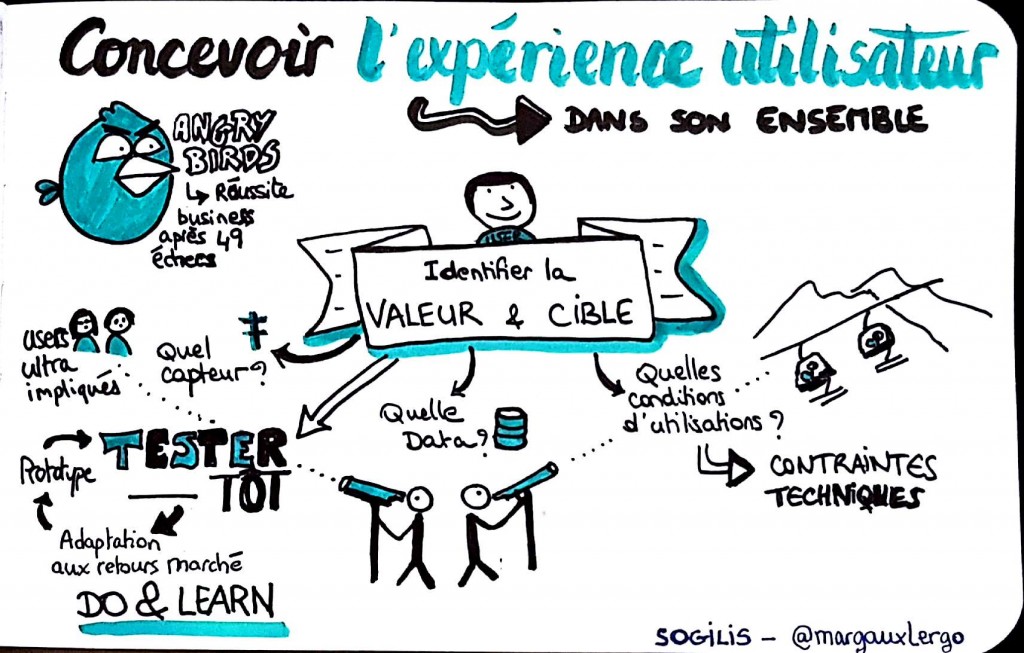 Concevoir l'expérience utilisateur
DANS SON ENSEMBLE
ANGRY
BIRDS
Réussite
business
après 49
échecs
USER
Identifier la
VALEUR & CIBLE
Users
ultra
impliqués
Quel
capteur ?
Quelle
Data ?
Quelles
conditions
d'utilisations ?
CONTRAINTES
TECHNIQUES
TESTER
TÔT
Prototype
Adaptation
aux retours marché
DO & LEARN
SOGILIS - @margauxlergo